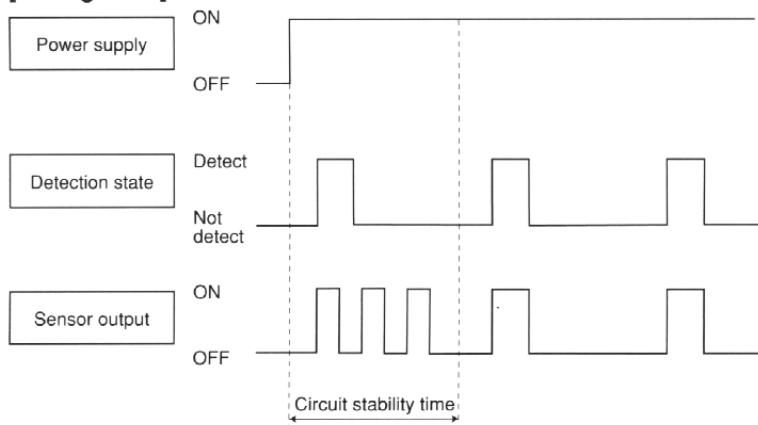 ON
Power supply
OFF
Detect
Detection state
Not
detect
ON
Sensor output
OFF
Circuit stability time